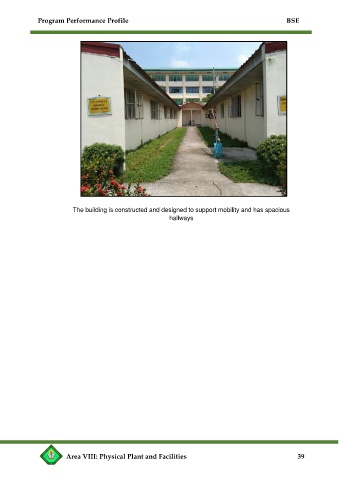 Program Performance Profile BSE
The building is constructed and designed to support mobility and has spacious
hallways
Area VIII: Physical Plant and Facilities 39